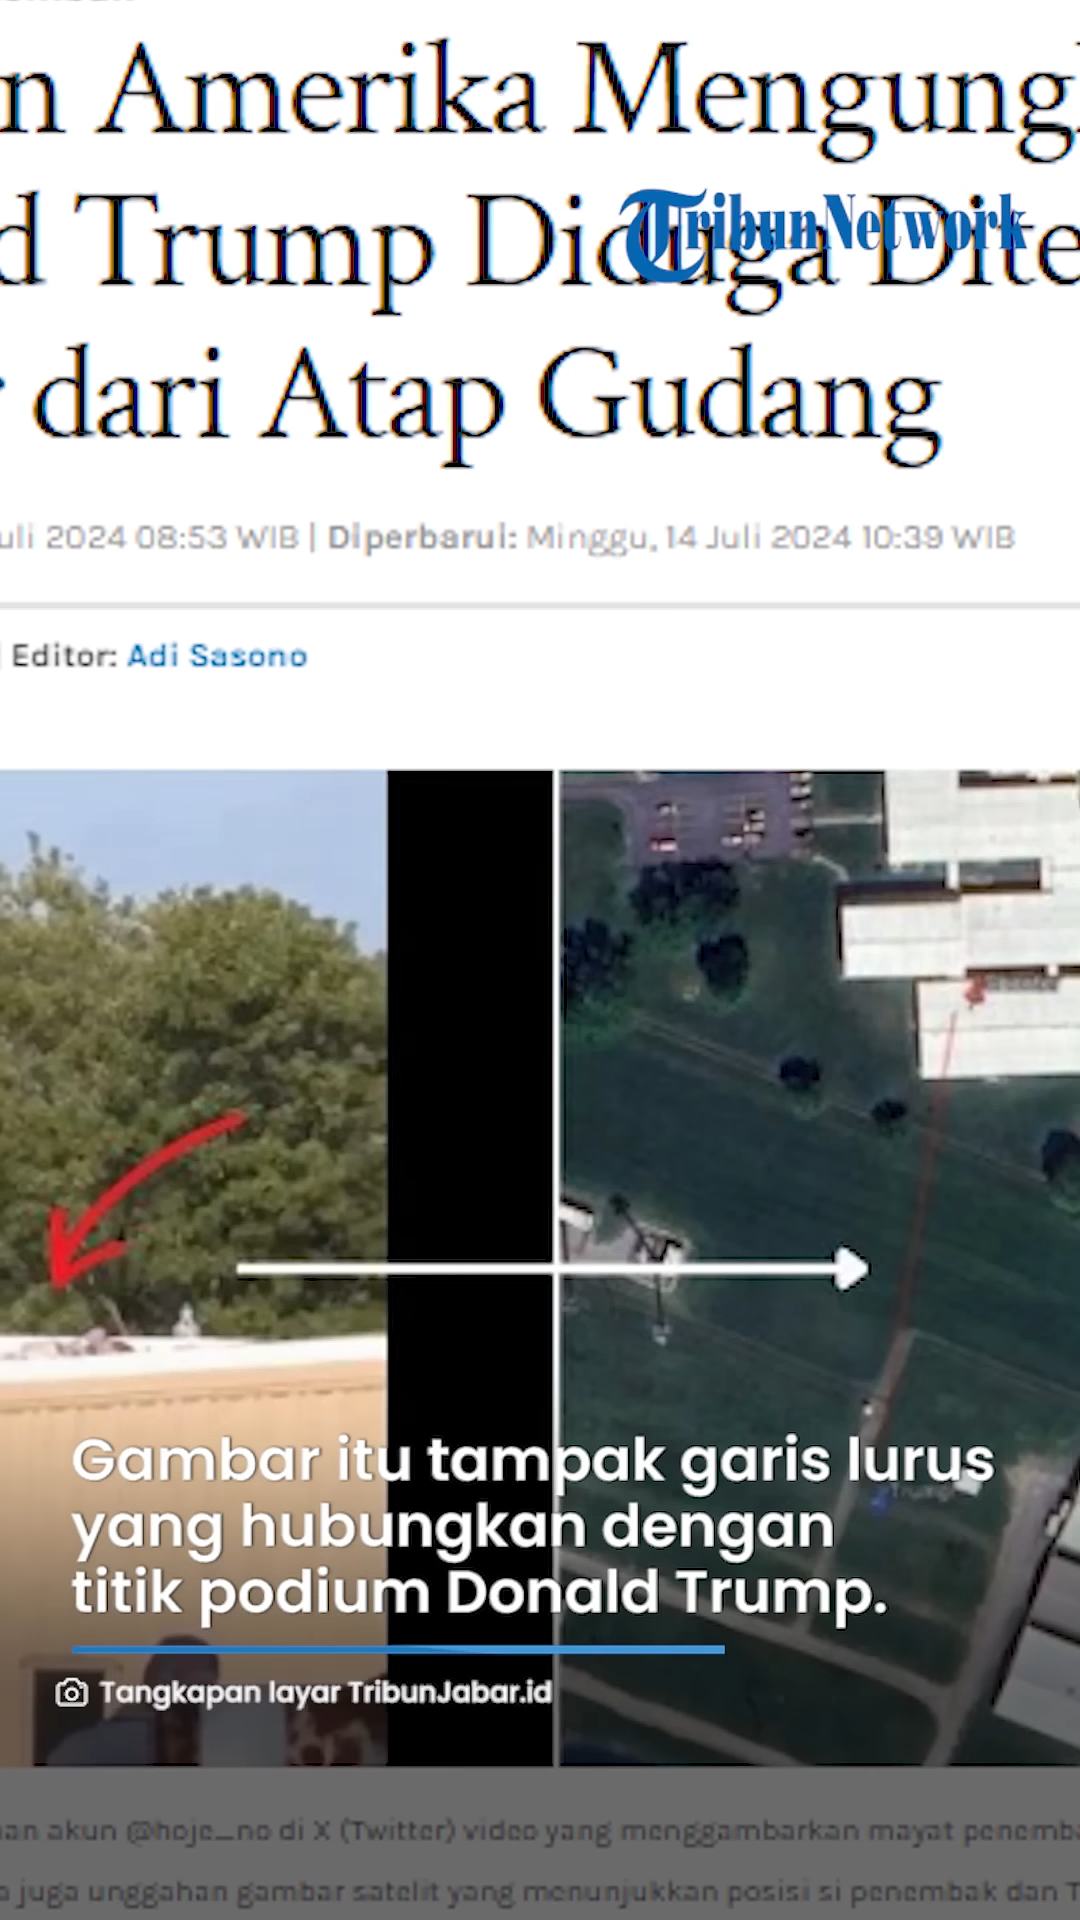 n Amerika Mengung
d Trump Diduga Dite
TribunNetwork
dari Atap Gudang
uli 2024 08:53 WIB | Diperbarui: Minggu, 14 Juli 2024 10:39 WIB
| Editor: Adi Sasono
Gambar itu tampak garis lurus
yang hubungkan dengan
titik podium Donald Trump.
Tangkapan layar TribunJabar.id
an akun @hoje_no di X (Twitter) video yang menggambarkan mayat penemba
a juga unggahan gambar satelit yang menunjukkan posisi si penembak dan T